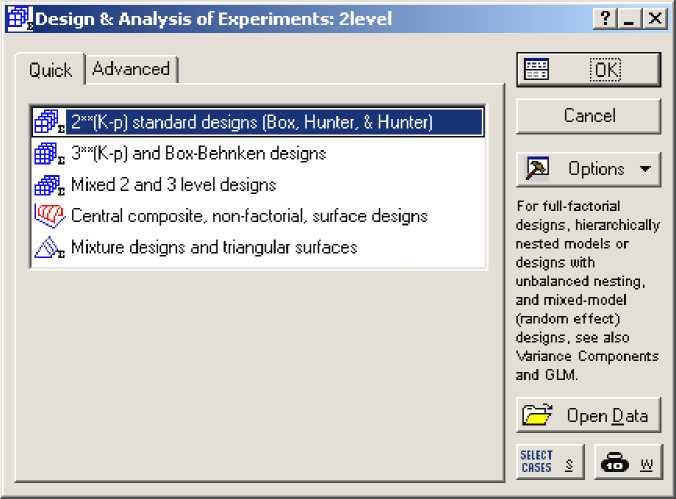 Design & Analysis of Experiments: 2level
Quick
Advanced
2**(K-p) standard designs (Box, Hunter, & Hunter)
3**(K-p) and Box-Behnken designs
Mixed 2 and 3 level designs
Central composite, non-factorial, surface designs
Mixture designs and triangular surfaces
OK
Cancel
Options
For full-factorial
designs, hierarchically
nested models or
designs with
unbalanced nesting,
and mixed-model
(random effect)
designs, see also
Variance Components
and GLM.
Open Data
SELECT
CASES
S
10
W